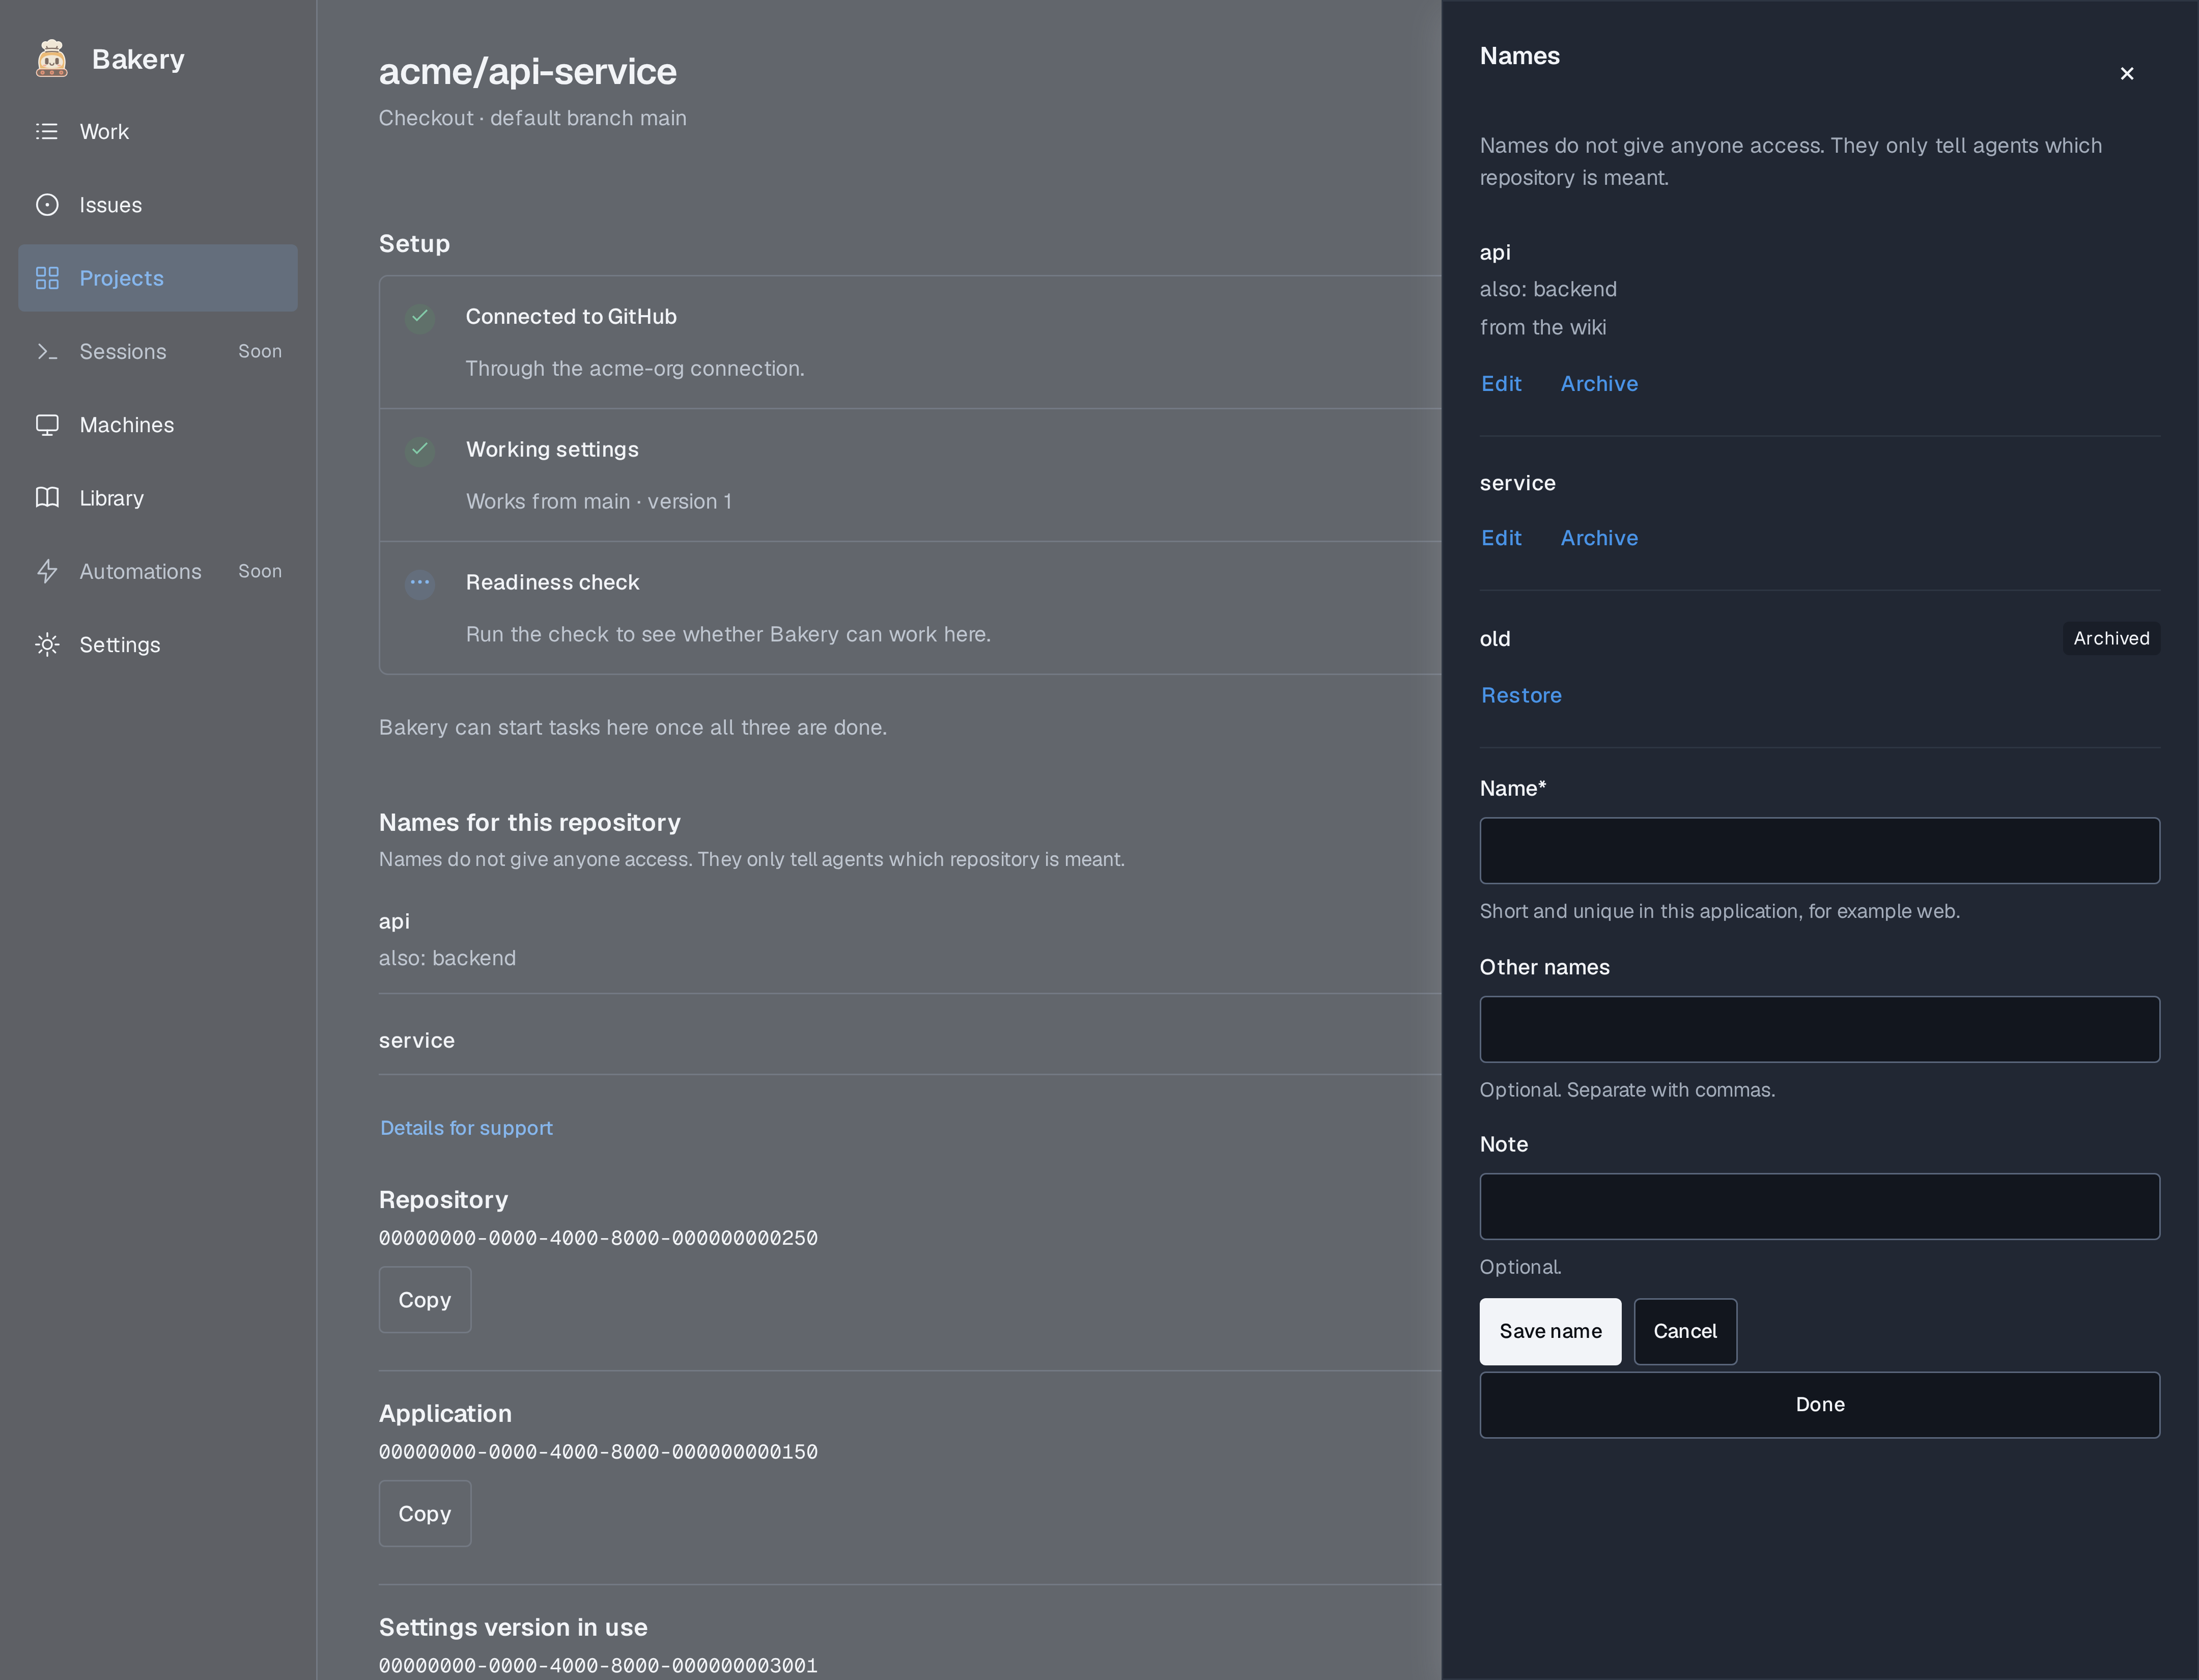 Bakery
Work
Issues
Projects
Sessions Soon
Machines
Library
Automations Soon
Settings
acme/api-service
Checkout · default branch main
Setup
Connected to GitHub
Through the acme-org connection.
Working settings
Works from main · version 1
Readiness check
Run the check to see whether Bakery can work here.
Bakery can start tasks here once all three are done.
Names for this repository
Names do not give anyone access. They only tell agents which repository is meant.
api
also: backend
service
Details for support
Repository
00000000-0000-4000-8000-000000000250
Copy
Application
00000000-0000-4000-8000-000000000150
Copy
Settings version in use
00000000-0000-4000-8000-000000003001
Names
Names do not give anyone access. They only tell agents which
repository is meant.
api
also: backend
from the wiki
Edit Archive
service
Edit Archive
old Archived
Restore
Name*
Short and unique in this application, for example web.
Other names
Optional. Separate with commas.
Note
Optional.
Save name Cancel
Done